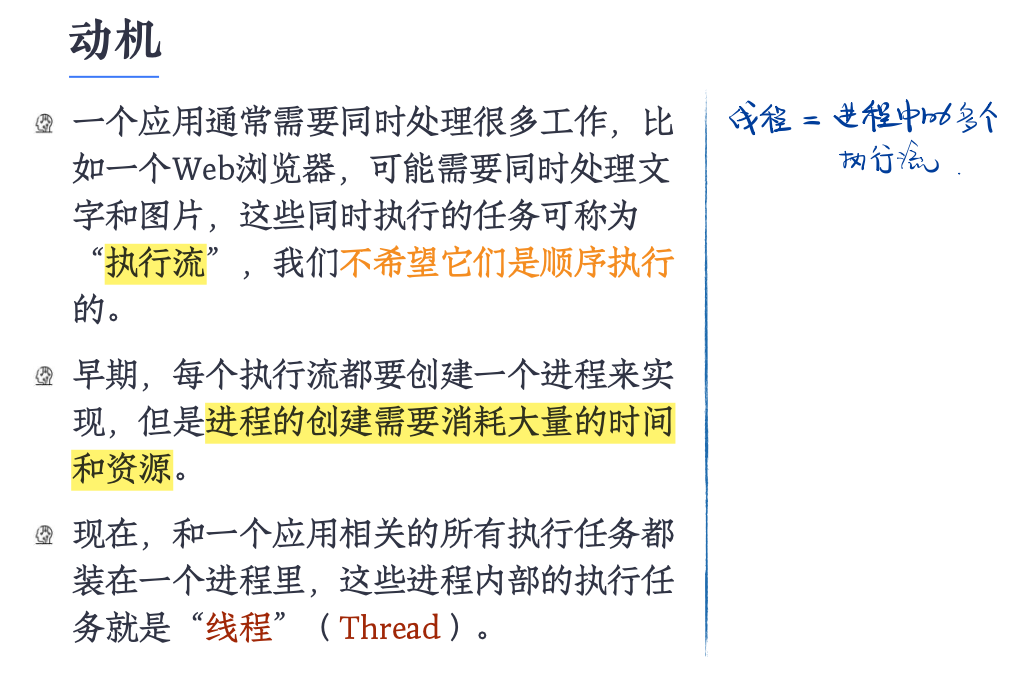 动机
一个应用通常需要同时处理很多工作，比
如一个Web浏览器，可能需要同时处理文
字和图片，这些同时执行的任务可称为
“执行流”，我们不希望它们是顺序执行
的。
早期，每个执行流都要创建一个进程来实
现，但是进程的创建需要消耗大量的时间
和资源。
现在，和一个应用相关的所有执行任务都
装在一个进程里，这些进程内部的执行任
务就是“线程”（Thread）。
线程 = 进程中的多个
执行流.